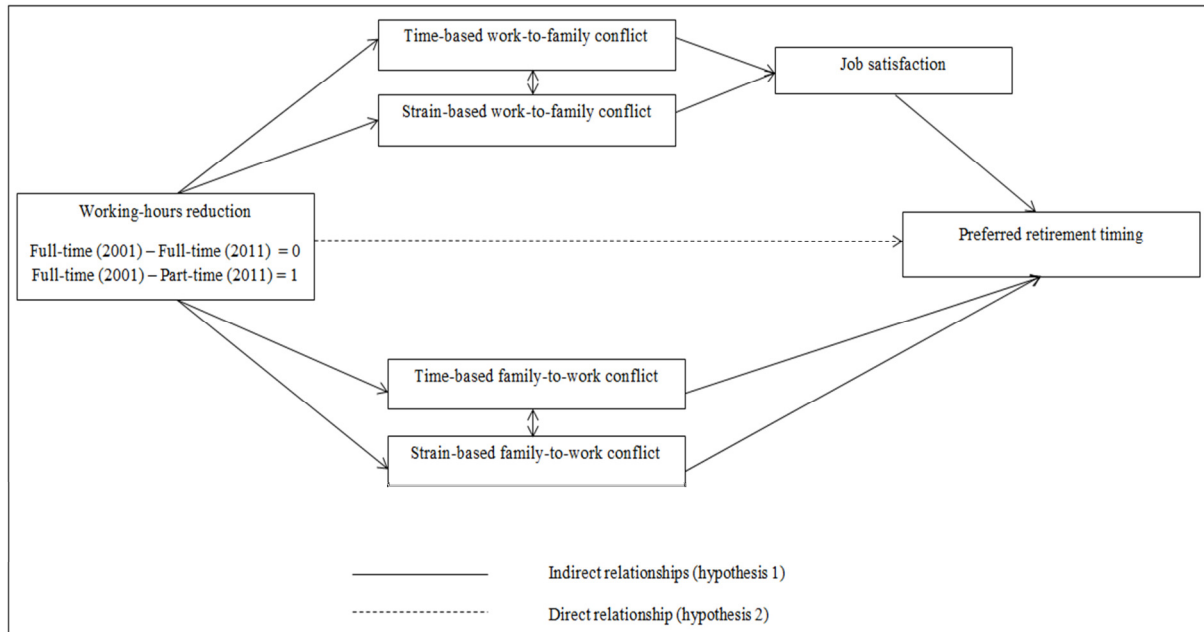 Time-based work-to-family conflict
Job satisfaction
Strain-based work-to-family conflict
Working-hours reduction
Full-time (2001) – Full-time (2011) = 0
Full-time (2001) – Part-time (2011) = 1
Preferred retirement timing
Time-based family-to-work conflict
Strain-based family-to-work conflict
Indirect relationships (hypothesis 1)
Direct relationship (hypothesis 2)